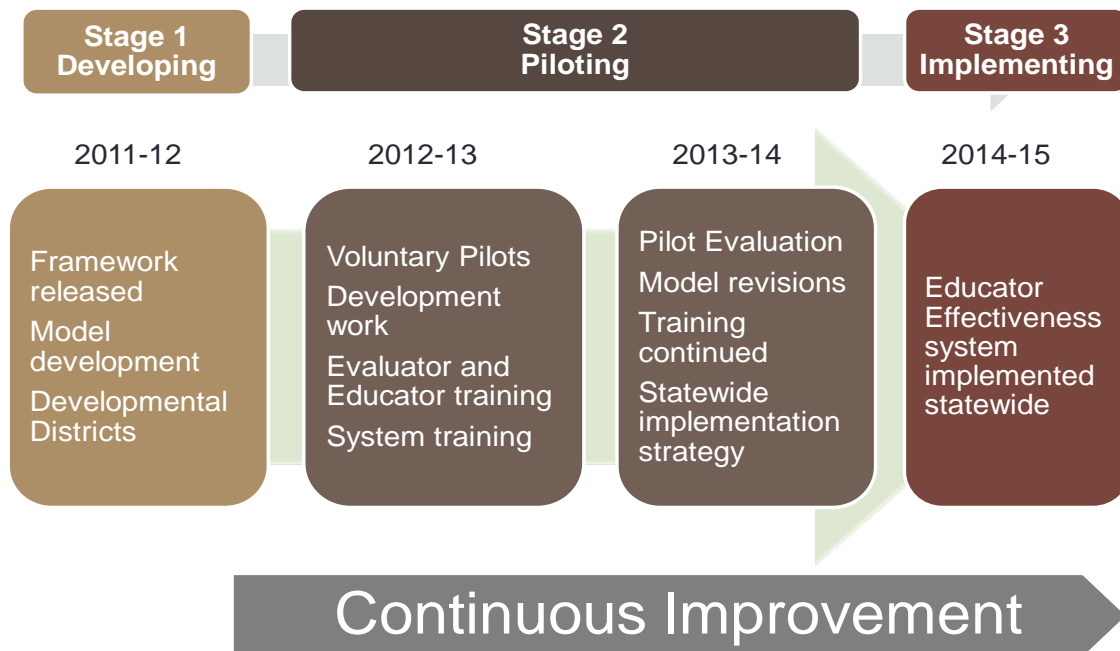 Stage 1
Developing
Stage 2
Piloting
Stage 3
Implementing
2011-12
2012-13
2013-14
2014-15
Framework
released
Model
development
Developmental
Districts
Voluntary Pilots
Development
work
Evaluator and
Educator training
System training
Pilot Evaluation
Model revisions
Training
continued
Statewide
implementation
strategy
Educator
Effectiveness
system
implemented
statewide
Continuous Improvement